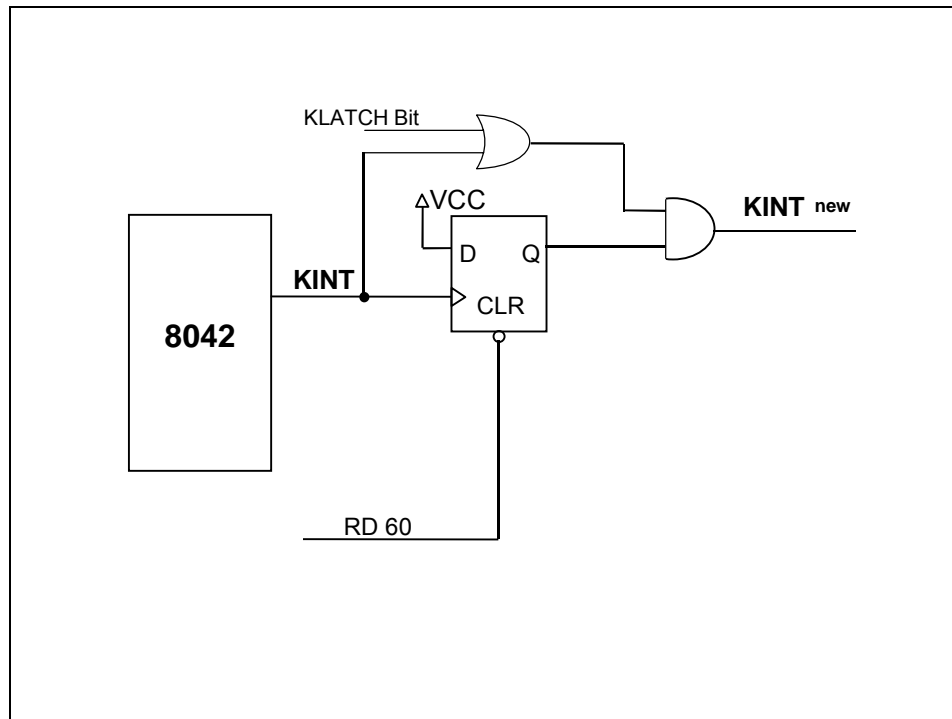 KLATCH Bit
VCC
KINT new
D Q
KINT
CLR
8042
RD 60